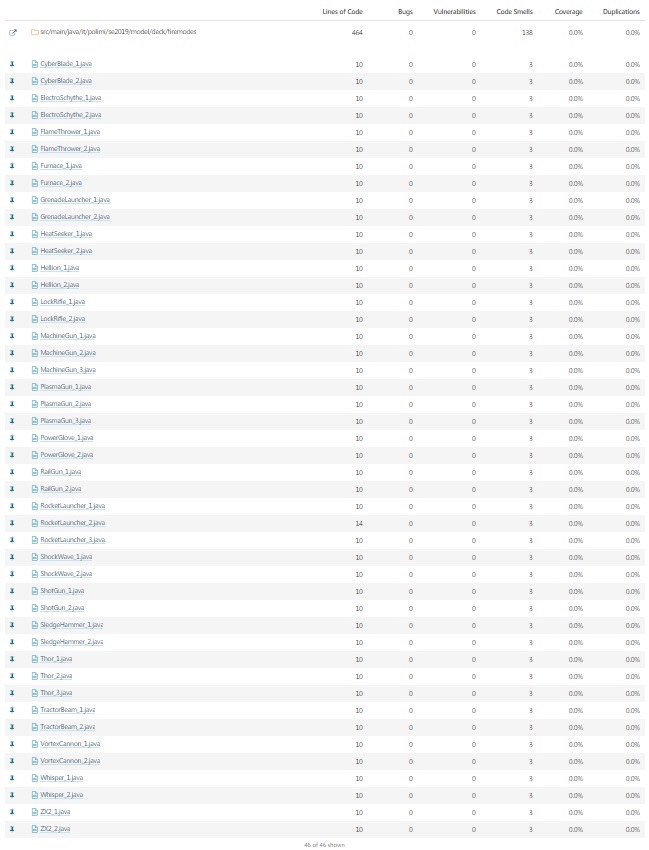 Lines of Code Bugs Vulnerabilities Code Smells Coverage Duplications
src/main/java/it/polimi/se2019/model/deck/firemodes 464 0 0 138 0.0% 0.0%
CyberBlade_1.java 10 0 0 3 0.0% 0.0%
CyberBlade_2.java 10 0 0 3 0.0% 0.0%
ElectroSchythe_1.java 10 0 0 3 0.0% 0.0%
ElectroSchythe_2.java 10 0 0 3 0.0% 0.0%
FlameThrower_1.java 10 0 0 3 0.0% 0.0%
FlameThrower_2.java 10 0 0 3 0.0% 0.0%
Furnace_1.java 10 0 0 3 0.0% 0.0%
Furnace_2.java 10 0 0 3 0.0% 0.0%
GrenadeLauncher_1.java 10 0 0 3 0.0% 0.0%
GrenadeLauncher_2.java 10 0 0 3 0.0% 0.0%
HeatSeeker_1.java 10 0 0 3 0.0% 0.0%
HeatSeeker_2.java 10 0 0 3 0.0% 0.0%
Hellion_1.java 10 0 0 3 0.0% 0.0%
Hellion_2.java 10 0 0 3 0.0% 0.0%
LockRifle_1.java 10 0 0 3 0.0% 0.0%
LockRifle_2.java 10 0 0 3 0.0% 0.0%
MachineGun_1.java 10 0 0 3 0.0% 0.0%
MachineGun_2.java 10 0 0 3 0.0% 0.0%
MachineGun_3.java 10 0 0 3 0.0% 0.0%
PlasmaGun_1.java 10 0 0 3 0.0% 0.0%
PlasmaGun_2.java 10 0 0 3 0.0% 0.0%
PlasmaGun_3.java 10 0 0 3 0.0% 0.0%
PowerGlove_1.java 10 0 0 3 0.0% 0.0%
PowerGlove_2.java 10 0 0 3 0.0% 0.0%
RailGun_1.java 10 0 0 3 0.0% 0.0%
RailGun_2.java 10 0 0 3 0.0% 0.0%
RocketLauncher_1.java 10 0 0 3 0.0% 0.0%
RocketLauncher_2.java 14 0 0 3 0.0% 0.0%
RocketLauncher_3.java 10 0 0 3 0.0% 0.0%
ShockWave_1.java 10 0 0 3 0.0% 0.0%
ShockWave_2.java 10 0 0 3 0.0% 0.0%
ShotGun_1.java 10 0 0 3 0.0% 0.0%
ShotGun_2.java 10 0 0 3 0.0% 0.0%
SledgeHammer_1.java 10 0 0 3 0.0% 0.0%
SledgeHammer_2.java 10 0 0 3 0.0% 0.0%
Thor_1.java 10 0 0 3 0.0% 0.0%
Thor_2.java 10 0 0 3 0.0% 0.0%
Thor_3.java 10 0 0 3 0.0% 0.0%
TractorBeam_1.java 10 0 0 3 0.0% 0.0%
TractorBeam_2.java 10 0 0 3 0.0% 0.0%
VortexCannon_1.java 10 0 0 3 0.0% 0.0%
VortexCannon_2.java 10 0 0 3 0.0% 0.0%
Whisper_1.java 10 0 0 3 0.0% 0.0%
Whisper_2.java 10 0 0 3 0.0% 0.0%
ZX2_1.java 10 0 0 3 0.0% 0.0%
ZX2_2.java 10 0 0 3 0.0% 0.0%
46 of 46 shown